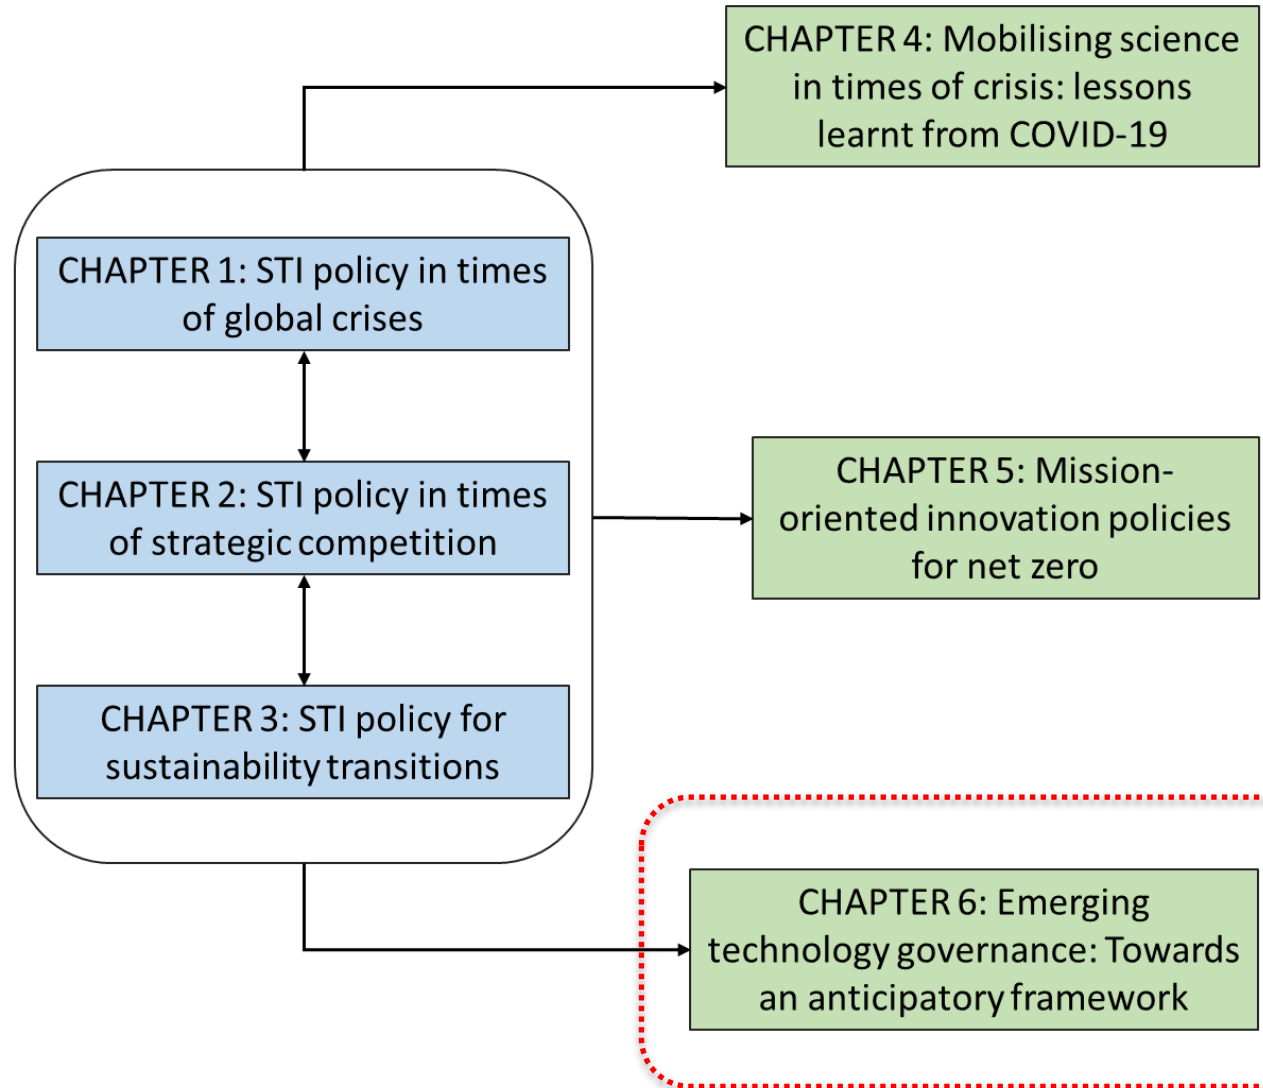 CHAPTER 4: Mobilising science
in times of crisis: lessons
learnt from COVID-19
CHAPTER 1: STI policy in times
of global crises
CHAPTER 2: STI policy in times
of strategic competition
CHAPTER 5: Mission-
oriented innovation policies
for net zero
CHAPTER 3: STI policy for
sustainability transitions
CHAPTER 6: Emerging
technology governance: Towards
an anticipatory framework